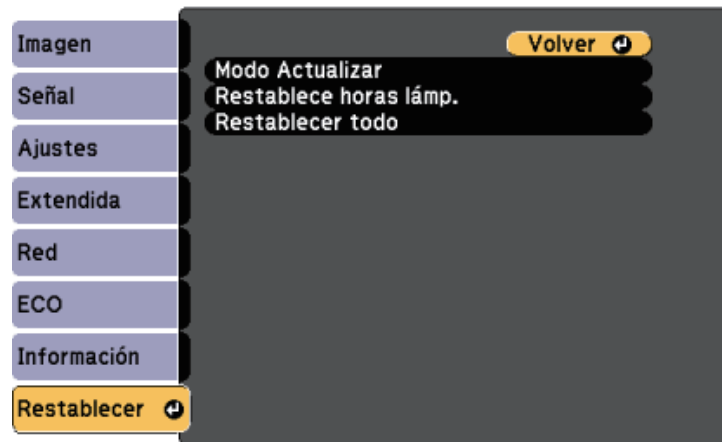 Imagen
Señal
Ajustes
Extendida
Red
ECO
Información
Restablecer
Volver
Modo Actualizar
Restablece horas lámp.
Restablecer todo